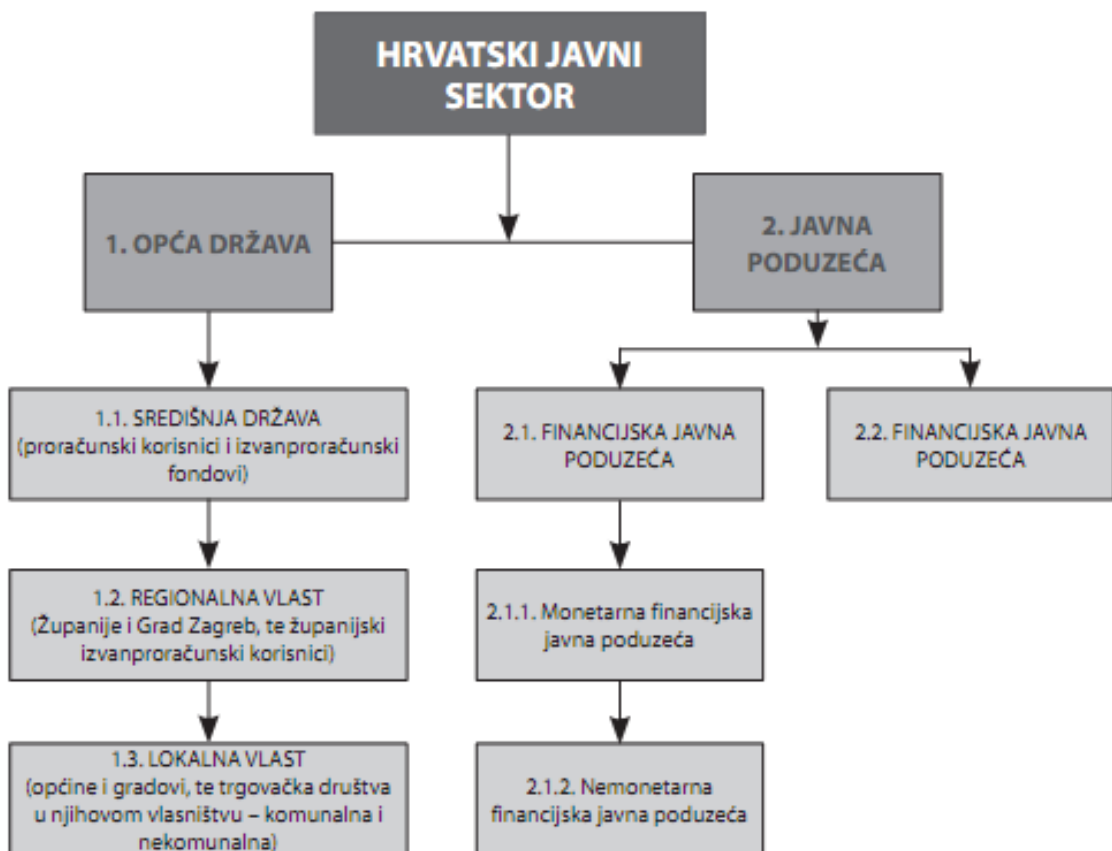 HRVATSKI JAVNI
SEKTOR
1. OPĆA DRŽAVA
2. JAVNA
PODUZEĆA
1.1. SREDIŠNJA DRŽAVA
(proračunski korisnici i izvanproračunski
fondovi)
2.1. FINANCIJSKA JAVNA
PODUZEĆA
2.2. FINANCIJSKA JAVNA
PODUZEĆA
1.2. REGIONALNA VLAST
(Županije i Grad Zagreb, te županijski
izvanproračunski korisnici)
2.1.1. Monetarna financijska
javna poduzeća
1.3. LOKALNA VLAST
(općine i gradovi, te trgovačka društva
u njihovom vlasništvu – komunalna i
nekomunalna)
2.1.2. Nemonetarna
financijska javna poduzeća